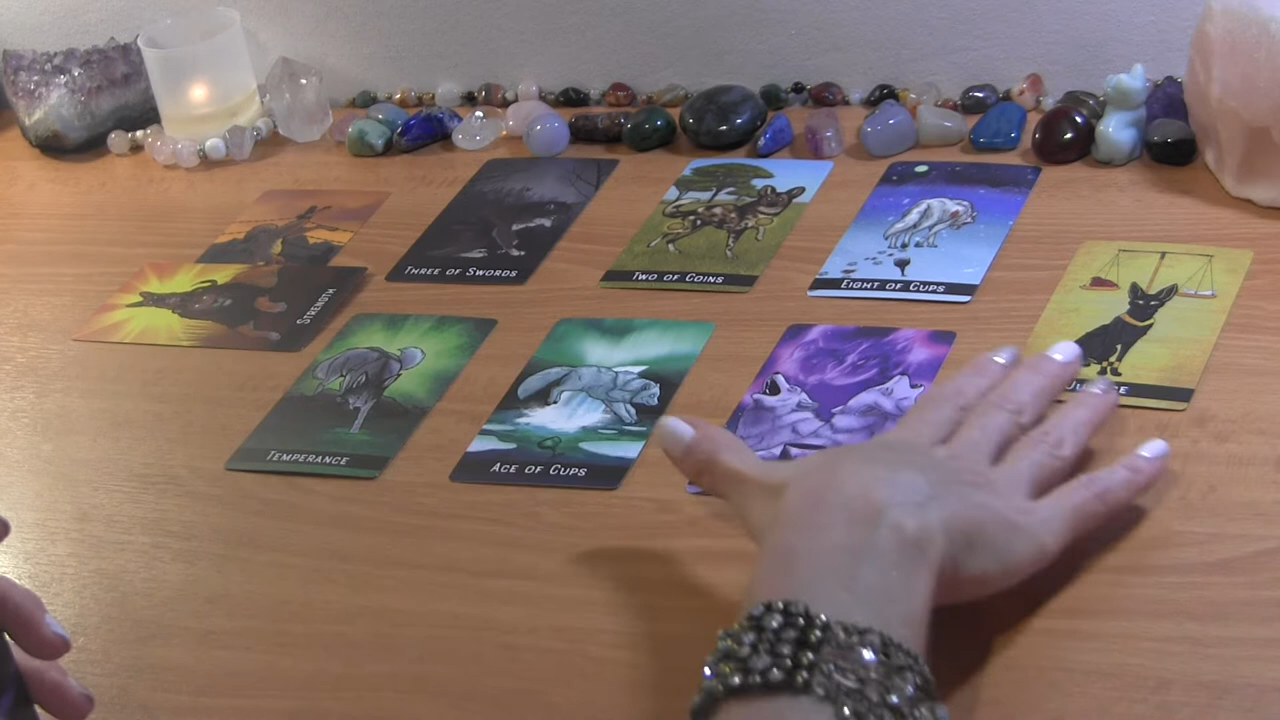 THREE OF SWORDS
TWO OF COINS
EIGHT OF CUPS
STRENGTH
TEMPERANCE
ACE OF CUPS